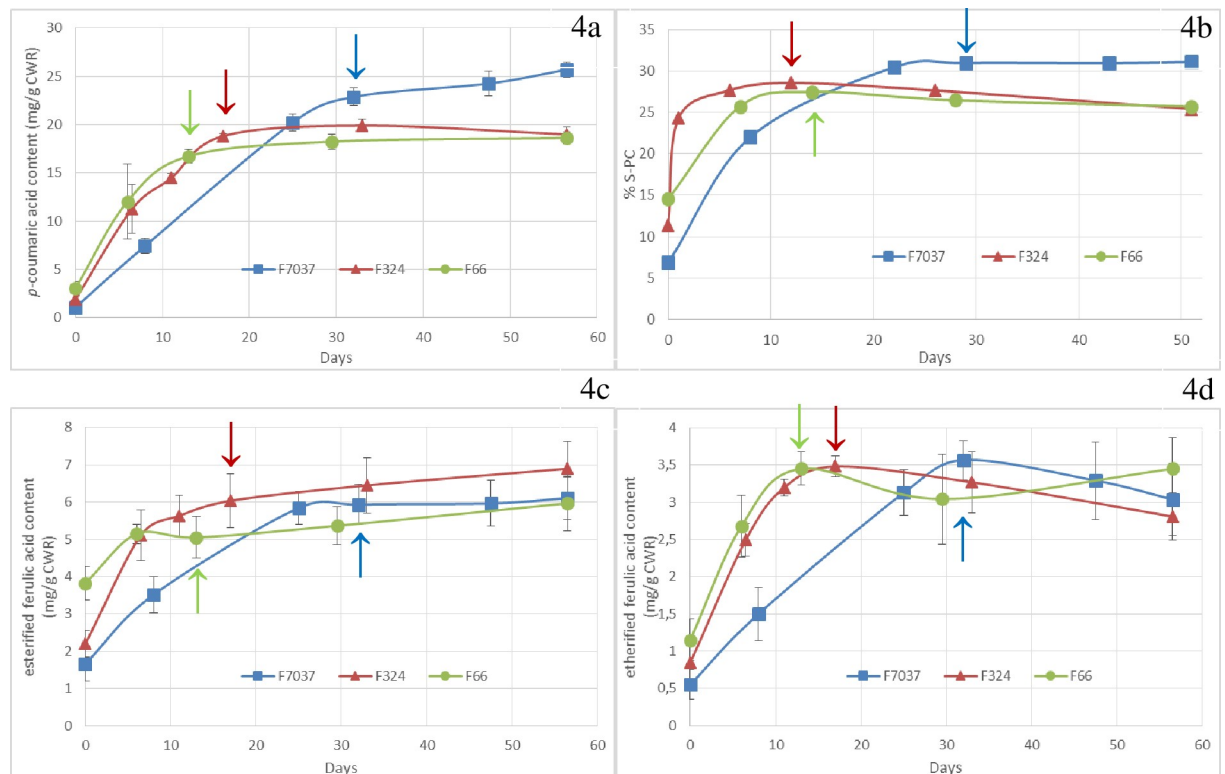 4a
p-coumaric acid content (mg/g CWR)
30
25
20
15
10
5
0
0 10 20 30 40 50 60
Days
F7037 F324 F66
4b
% S-PC
35
30
25
20
15
10
5
0
0 10 20 30 40 50
Days
F7037 F324 F66
4c
esterified ferulic acid content
(mg/g CWR)
8
7
6
5
4
3
2
1
0
0 10 20 30 40 50 60
Days
F7037 F324 F66
4d
etherified ferulic acid content
(mg/g CWR)
4
3,5
3
2,5
2
1,5
1
0,5
0
0 10 20 30 40 50 60
Days
F7037 F324 F66